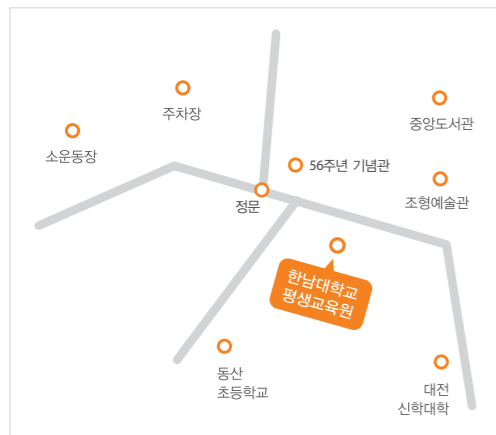 주차장
중앙도서관
소운동장
56주년 기념관
정문
조형예술관
한남대학교
평생교육원
동산
초등학교
대전
신학대학